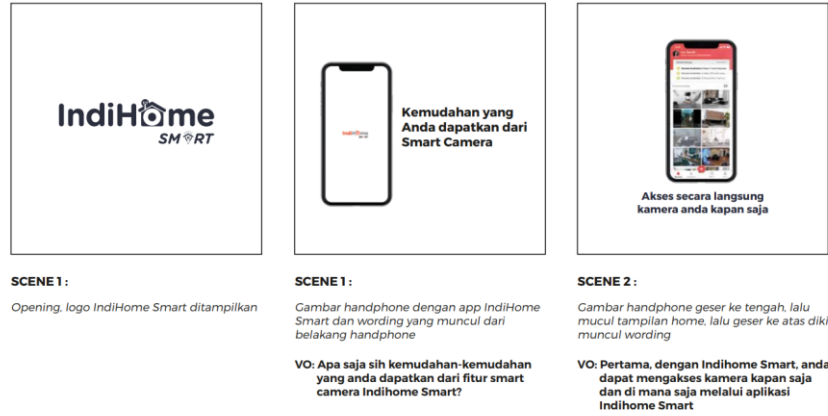 IndiHome
SMART
SCENE 1 :
Opening, logo IndiHome Smart ditampilkan
IndiHome
Kemudahan yang
Anda dapatkan dari
Smart Camera
SCENE 1 :
Gambar handphone dengan app IndiHome
Smart dan wording yang muncul dari
belakang handphone
VO: Apa saja sih kemudahan-kemudahan
yang anda dapatkan dari fitur smart
camera Indihome Smart?
Akses secara langsung
kamera anda kapan saja
SCENE 2 :
Gambar handphone geser ke tengah, lalu
mucul tampilan home, lalu geser ke atas diki
muncul wording
VO: Pertama, dengan Indihome Smart, anda
dapat mengakses kamera kapan saja
dan di mana saja melalui aplikasi
Indihome Smart